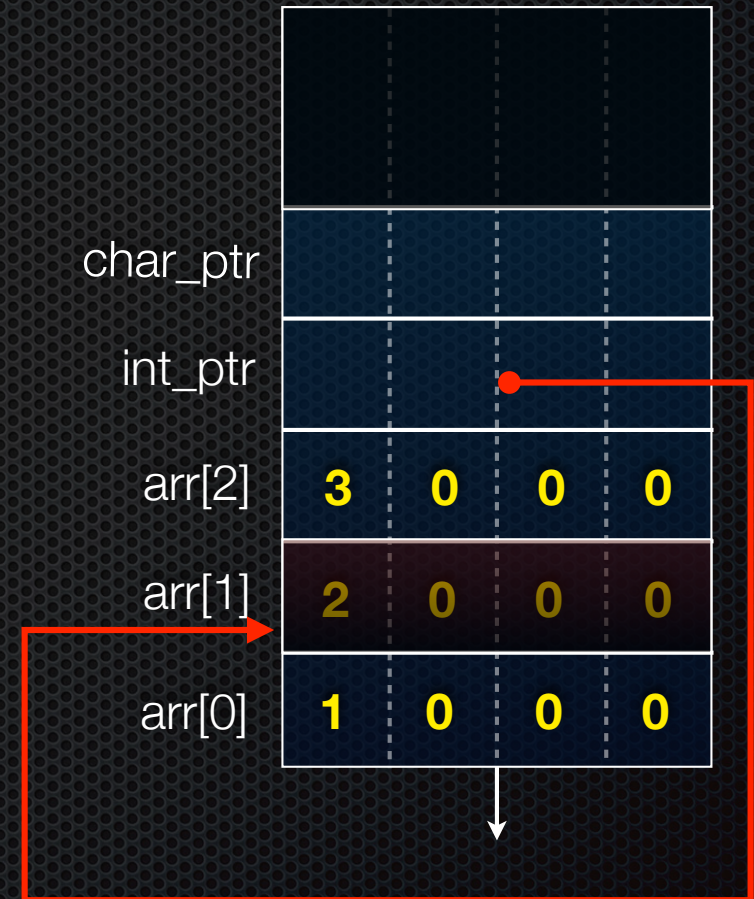 char_ptr
int_ptr
arr[2] 3 0 0 0
arr[1] 2 0 0 0
arr[0] 1 0 0 0